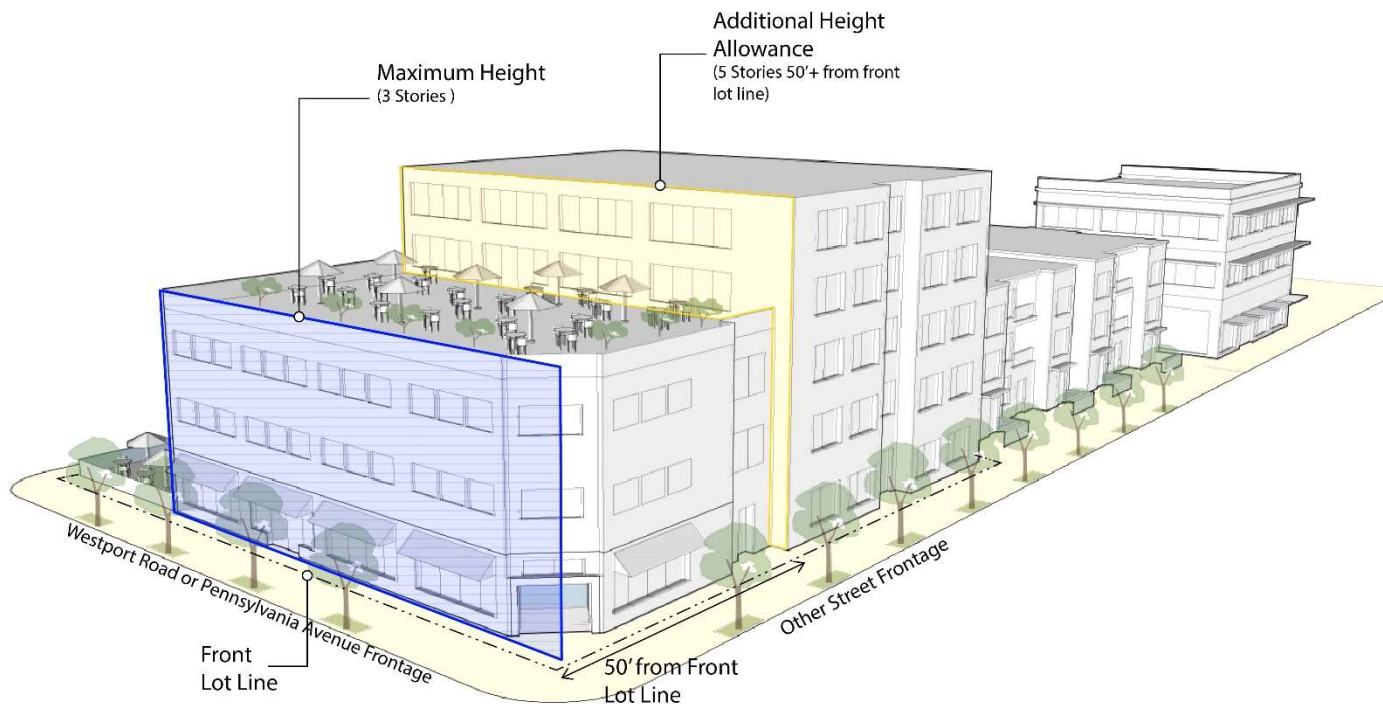 Additional Height
Allowance
(5 Stories 50'+ from front
lot line)
Maximum Height
(3 Stories )
Westport Road or Pennsylvania Avenue Frontage
Other Street Frontage
Front
Lot Line
50' from Front
Lot Line